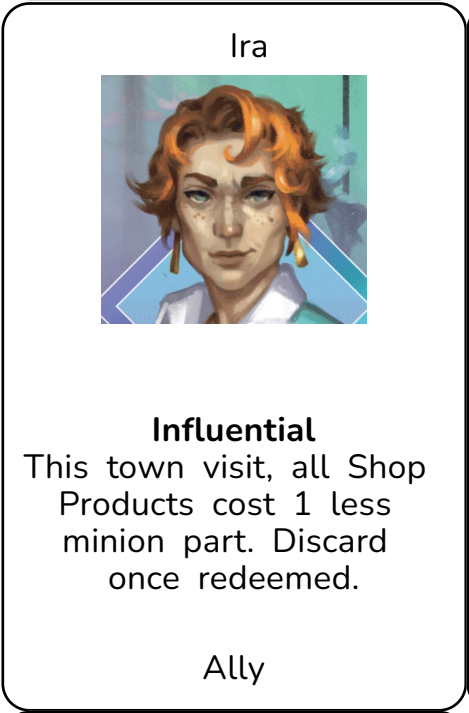 Ira
Influential
This town visit, all Shop
Products cost 1 less
minion part. Discard
once redeemed.
Ally